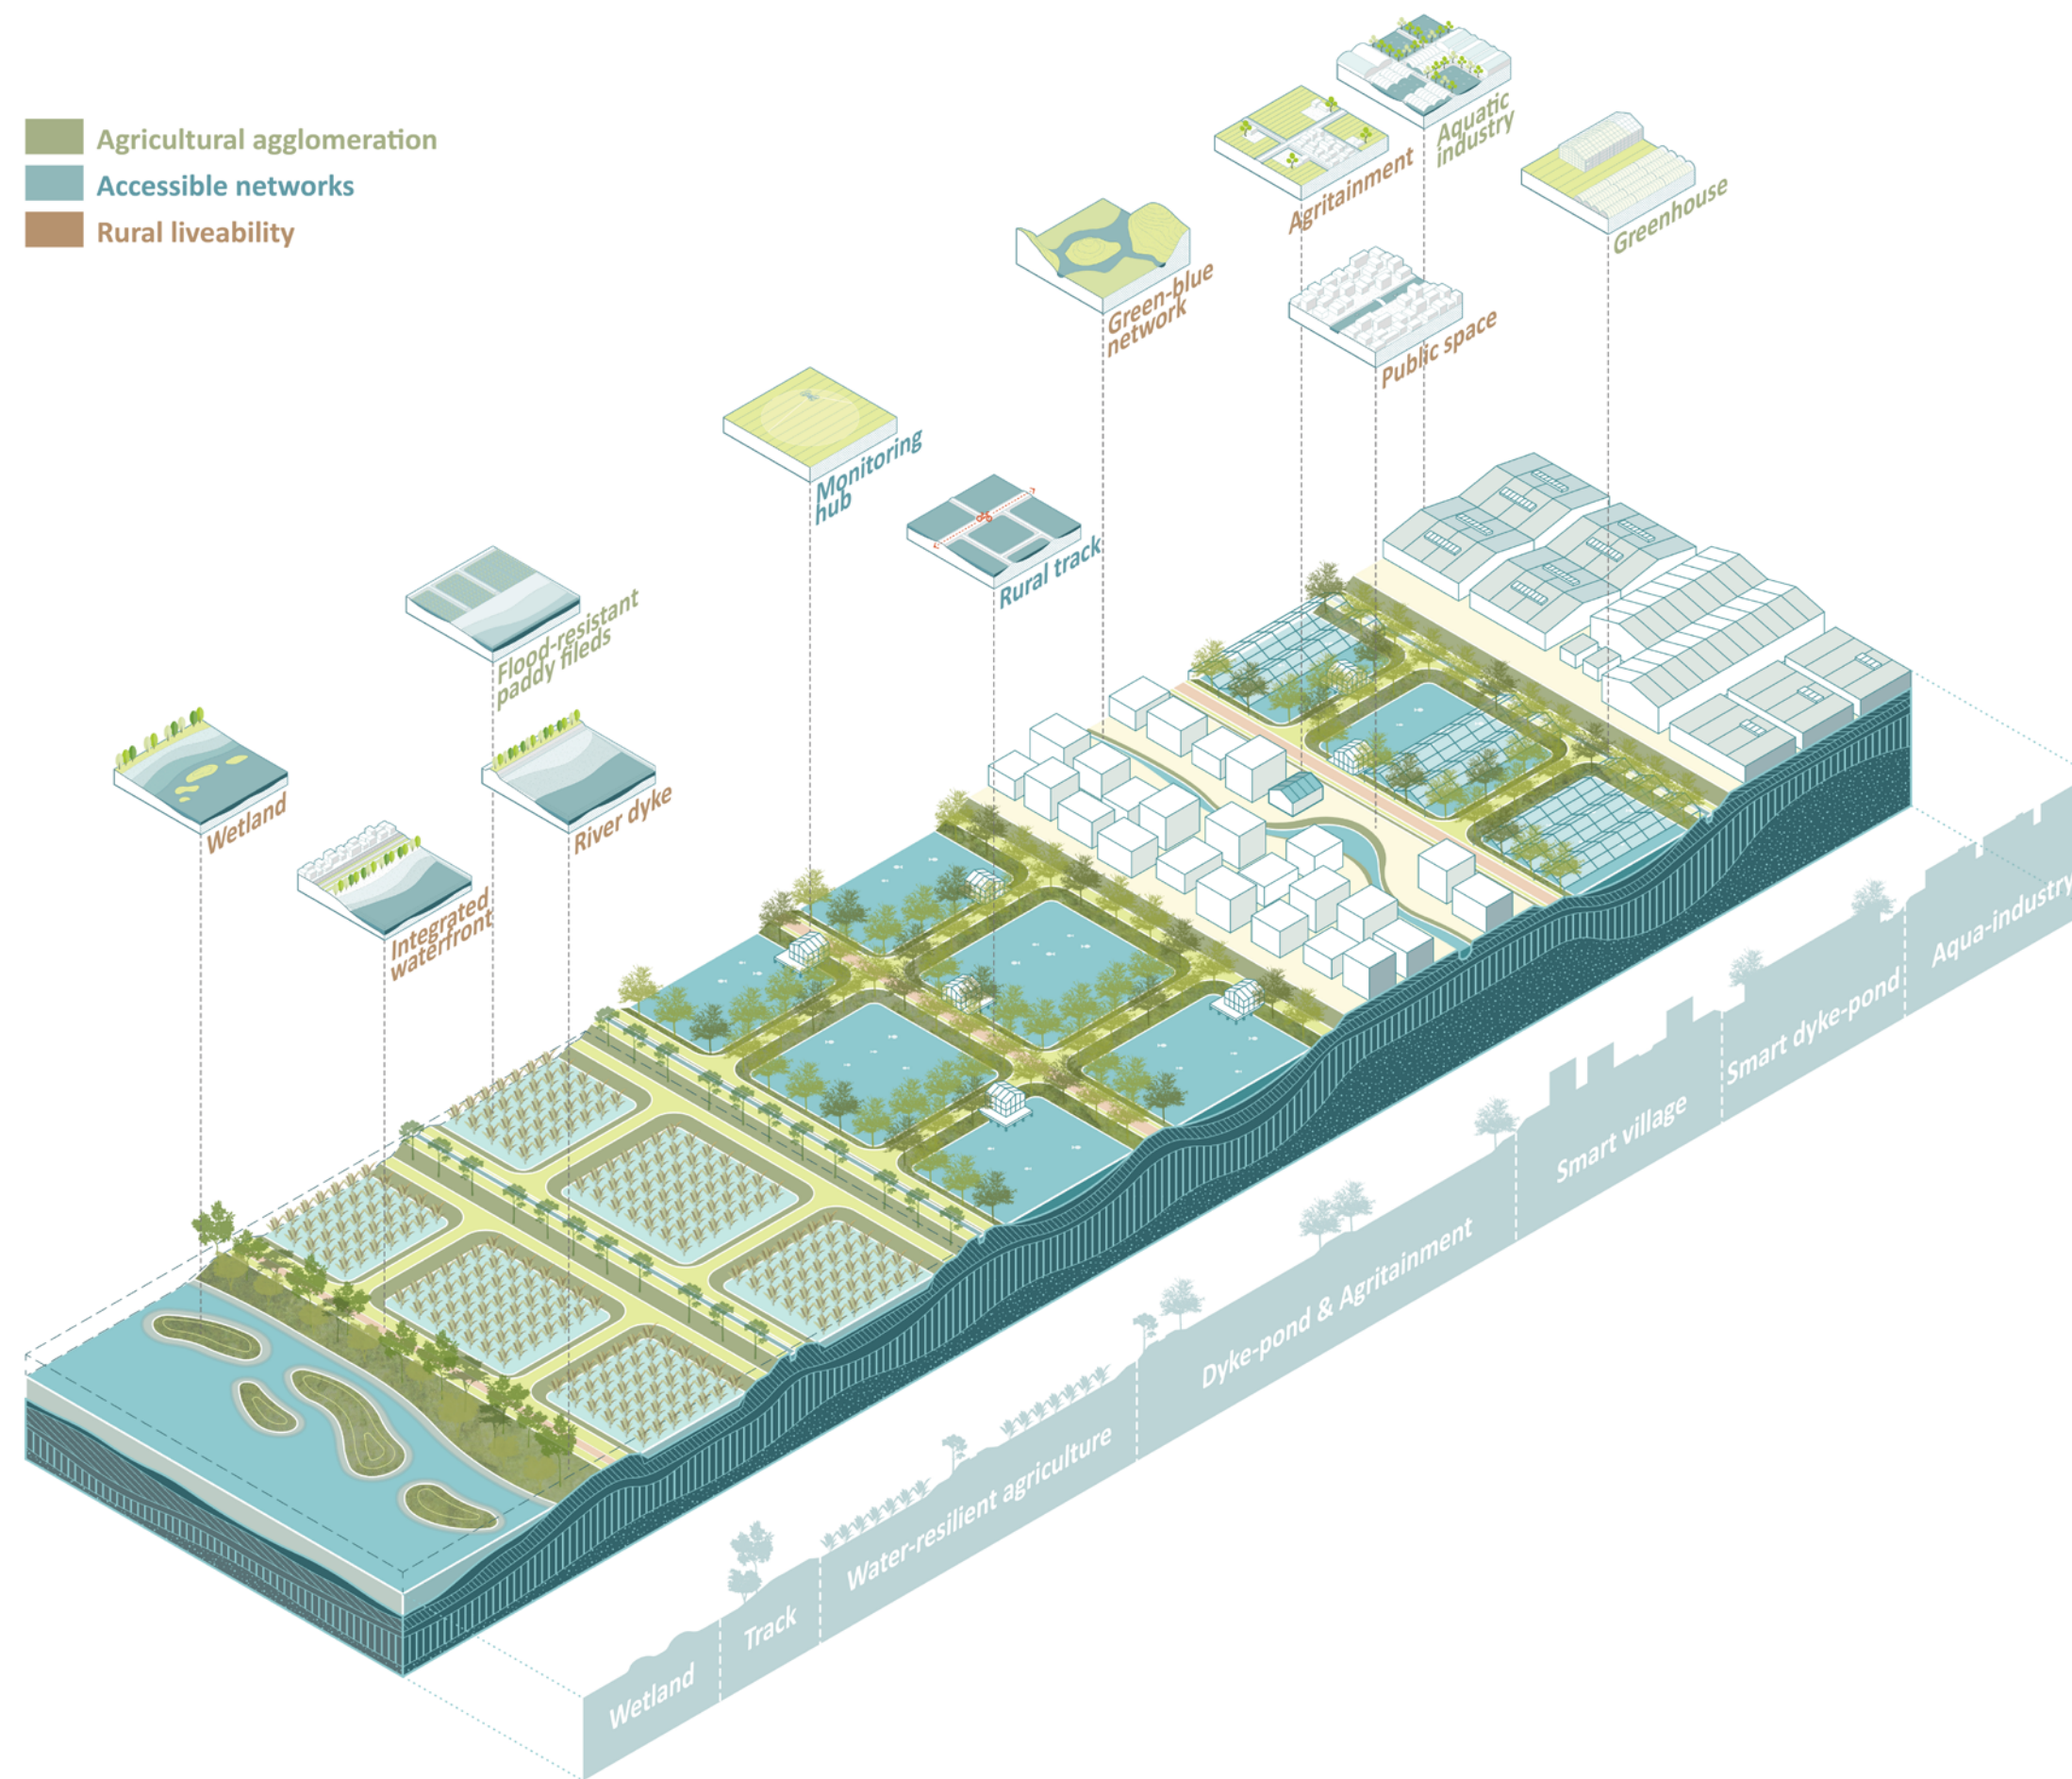 Agricultural agglomeration
Accessible networks
Rural liveability
Aquatic
industry
Agritainment
Greenhouse
Green-blue
network
Public space
Monitoring
hub
Rural track
Flood-resistant
paddy fileds
Wetland
River dyke
Integrated
waterfront
Wetland
Track
Water-resilient agriculture
Dyke-pond & Agritainment
Smart village
Smart dyke-pond
Aqua-industry